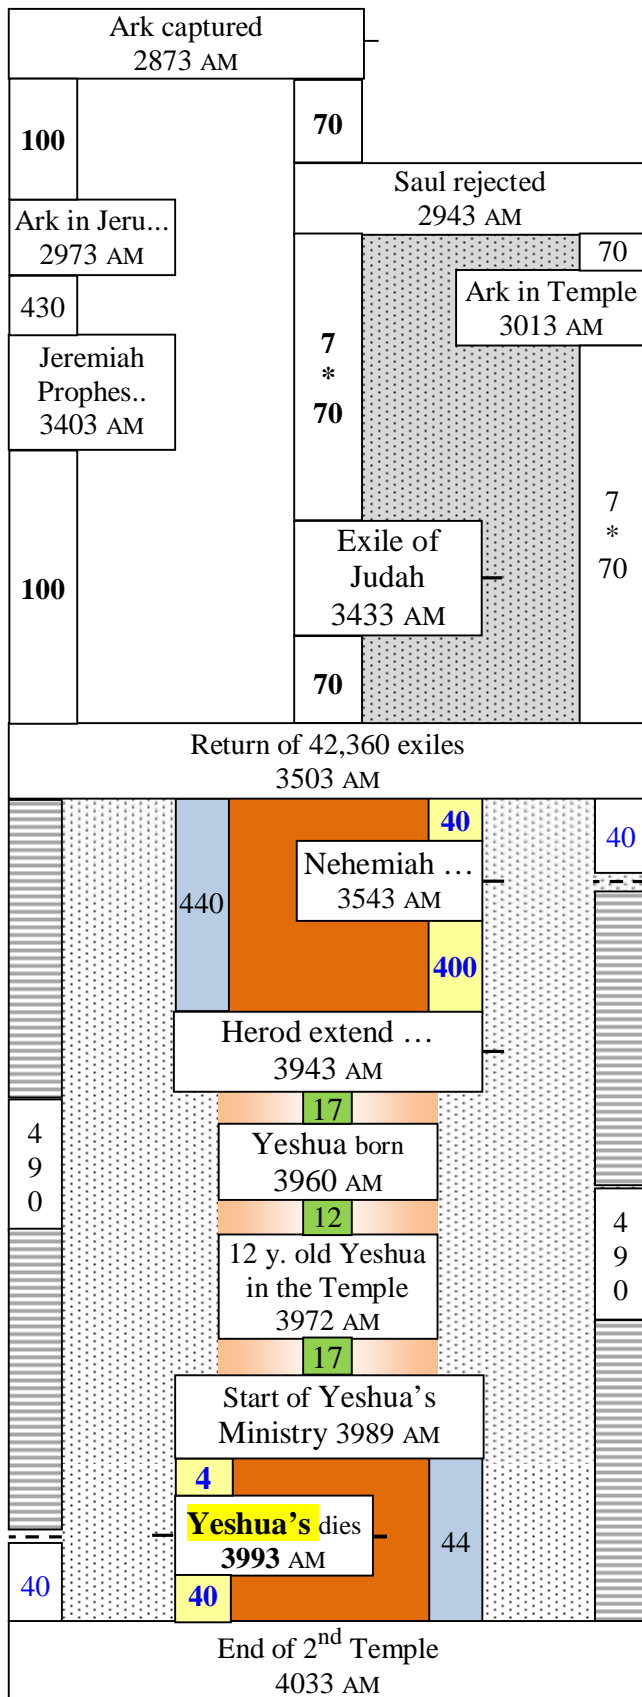 Ark captured
2873 AM
100
70
Saul rejected
2943 AM
Ark in Jeru...
2973 AM
70
Ark in Temple
3013 AM
430
7
*
70
Jeremiah
Prophes..
3403 AM
7
*
70
100
Exile of
Judah
3433 AM
70
Return of 42,360 exiles
3503 AM
40
40
Nehemiah …
3543 AM
440
400
Herod extend …
3943 AM
17
4
9
0
Yeshua born
3960 AM
12
4
9
0
12 y. old Yeshua
in the Temple
3972 AM
17
Start of Yeshua’s
Ministry 3989 AM
4
Yeshua’s dies
3993 AM
44
40
40
End of 2nd Temple
4033 AM